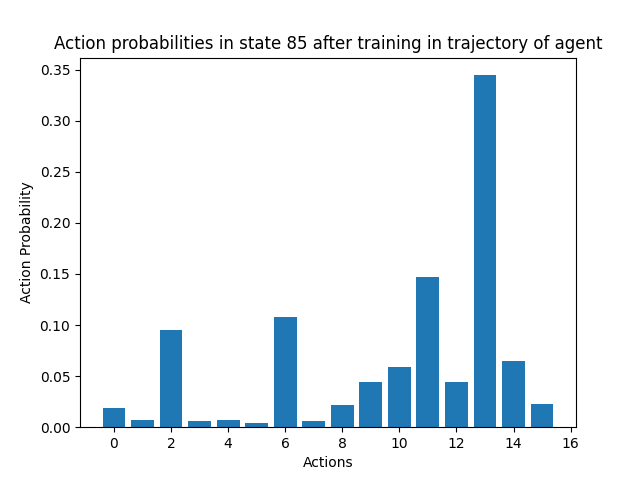 Action probabilities in state 85 after training in trajectory of agent
0.35
0.30
0.25
0.20
0.15
0.10
0.05
0.00
Action Probability
0 2 4 6 8 10 12 14 16
Actions